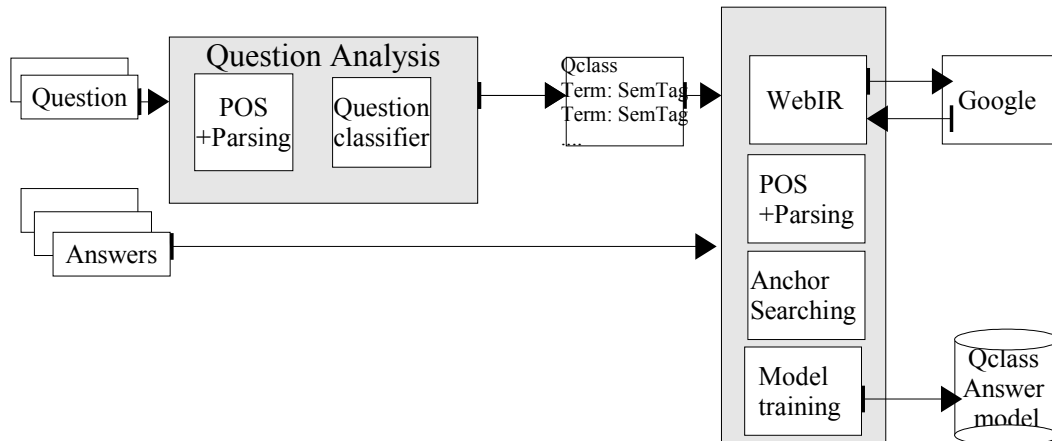 Question Analysis
Question
POS
+Parsing
Question
classifier
Qclass
Term: SemTag
Term: SemTag
....
WebIR
Google
Answers
POS
+Parsing
Anchor
Searching
Model
training
Qclass
Answer
model